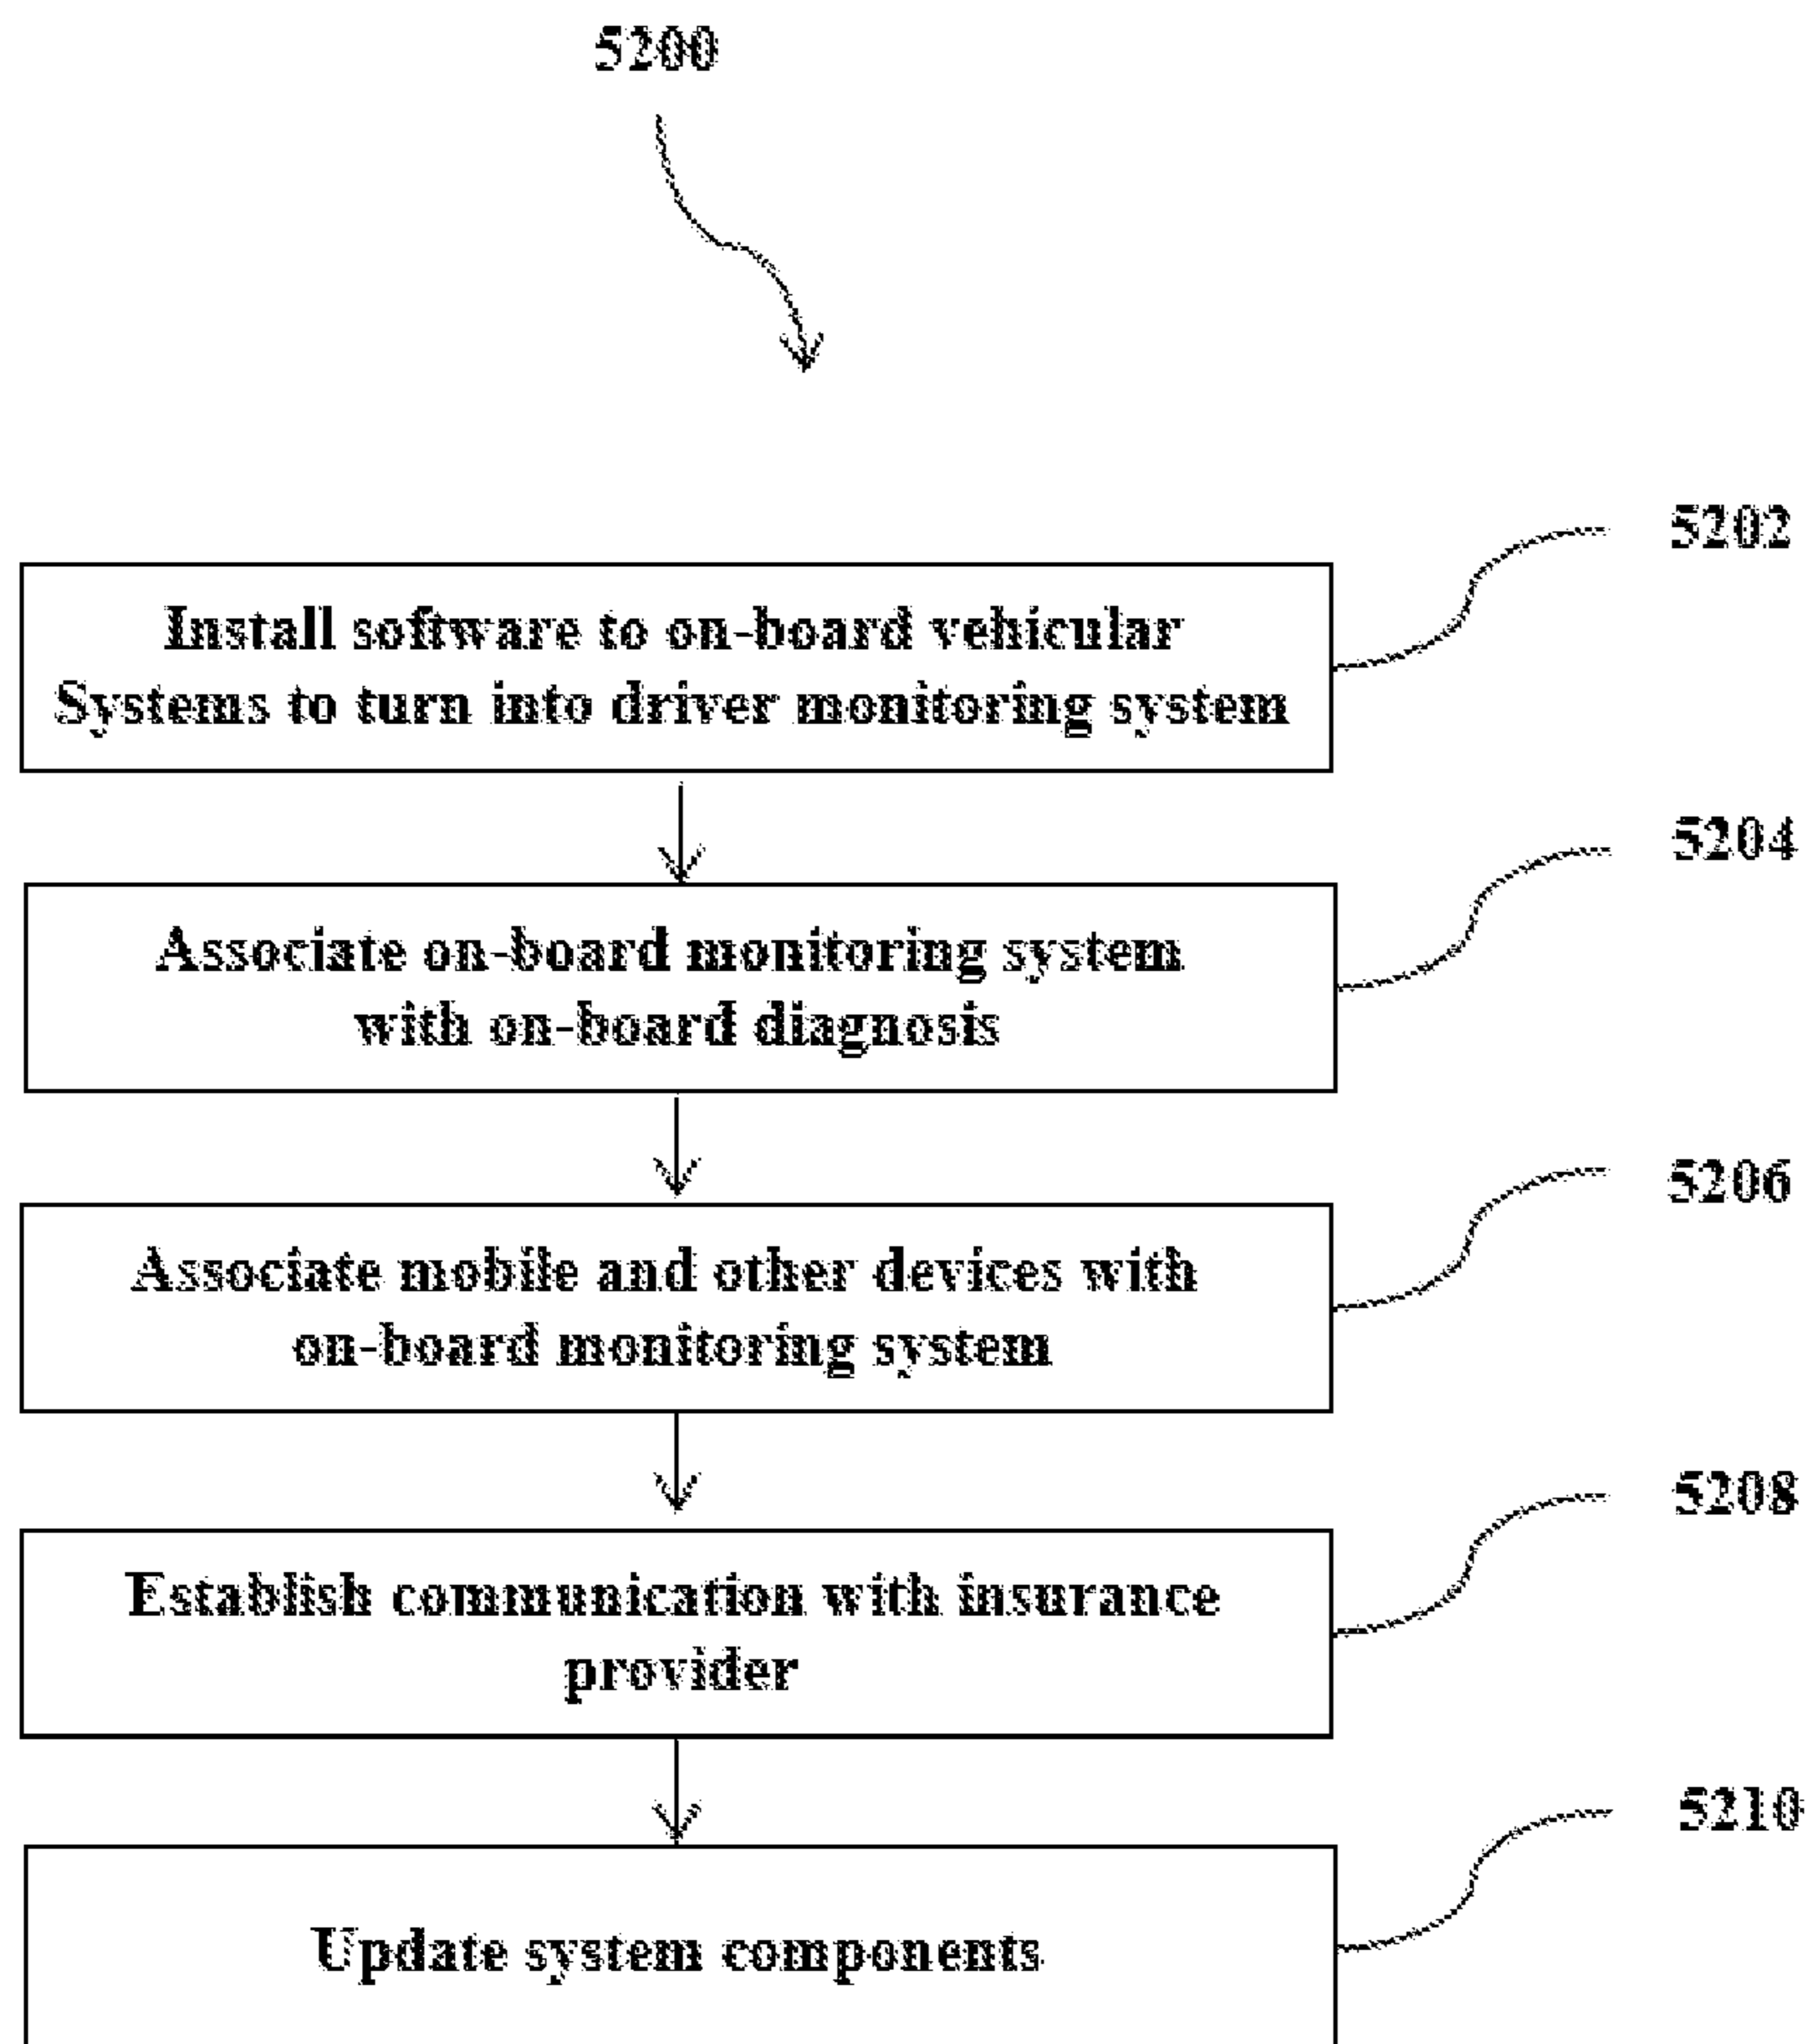 5200
5202
Install software to on-board vehicular
Systems to turn into driver monitoring system
5204
Associate on-board monitoring system
with on-board diagnosis
5206
Associate mobile and other devices with
on-board monitoring system
5208
Establish communication with insurance
provider
5210
Update system components